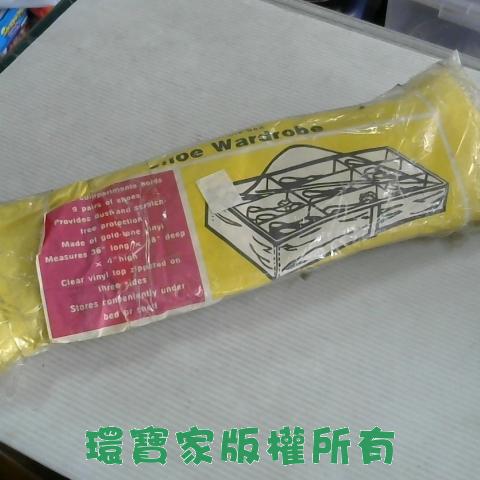 Shoe Wardrobe
Compartments holds
9 pairs of shoes
Provides dust and scratch
free protection
Made of gold-tone vinyl
Measures 36" long
deep
x 4" high
Clear vinyl top zippered on
three sides
Stores conveniently under
bed or shelf
環寶家版權所有